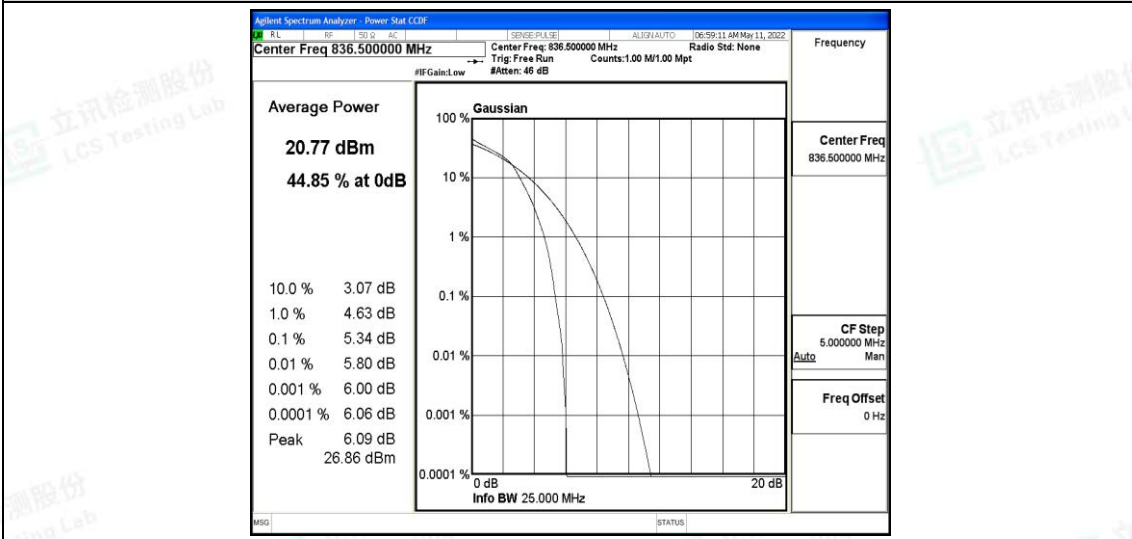 Agilent Spectrum Analyzer - Power Stat CCDF
RL RF 50 Ω AC SENSE:PULSE ALIGNAUTO 06:59:11 AM May 11, 2022
Center Freq 836.500000 MHz
Center Freq: 836.500000 MHz Radio Std: None
Trig: Free Run Counts:1.00 M/1.00 Mpt
#IFGain:Low #Atten: 46 dB
Frequency
Average Power
20.77 dBm
44.85 % at 0dB
10.0 % 3.07 dB
1.0 % 4.63 dB
0.1 % 5.34 dB
0.01 % 5.80 dB
0.001 % 6.00 dB
0.0001 % 6.06 dB
Peak 6.09 dB
26.86 dBm
Gaussian
100 %
10 %
1 %
0.1 %
0.01 %
0.001 %
0.0001 %
0 dB 20 dB
Info BW 25.000 MHz
Center Freq
836.500000 MHz
CF Step
5.000000 MHz
Auto Man
Freq Offset
0 Hz
MSG STATUS
立讯检测股份
LCS Testing Lab
立讯检测股份
LCS Testing L
测股份